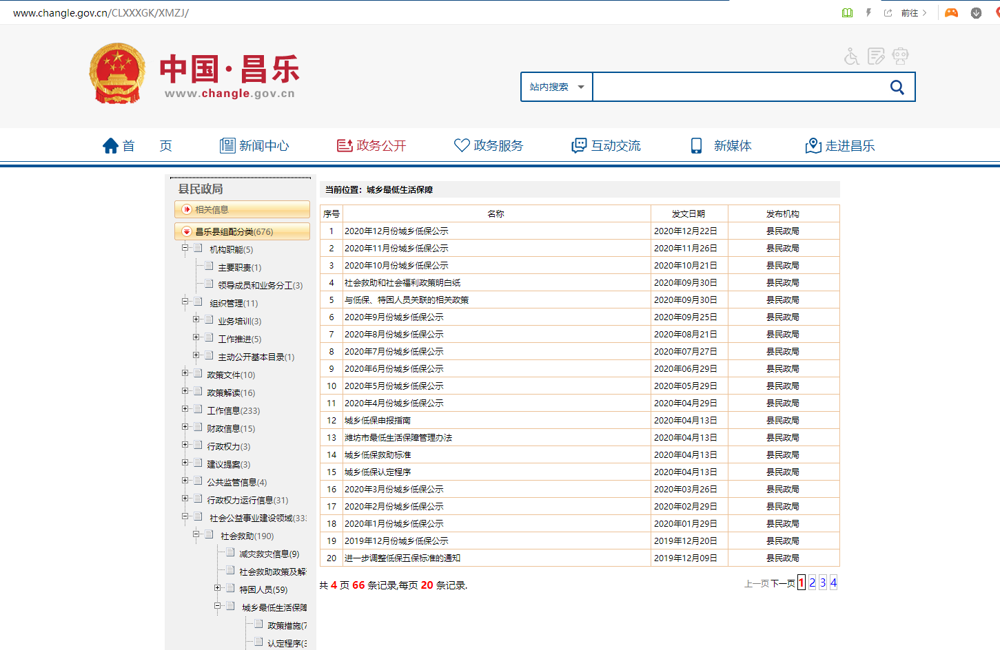 www.changle.gov.cn/CLXXXGK/XMZJ/
前往
中国·昌乐
www.changle.gov.cn
站内搜索
首 页 新闻中心 政务公开 政务服务 互动交流 新媒体 走进昌乐
县民政局
相关信息
昌乐县组配分类(676)
机构职能(5)
主要职责(1)
领导成员和业务分工(3)
组织管理(11)
业务培训(3)
工作推进(5)
主动公开基本目录(1)
政策文件(10)
政策解读(16)
工作信息(233)
财政信息(15)
行政权力(3)
建议提案(3)
公共监管信息(4)
行政权力运行信息(31)
社会公益事业建设领域(33
社会救助(190)
减灾救灾信息(9)
社会救助政策及解
特困人员(59)
城乡最低生活保障
政策措施(7
认定程序(3
当前位置：城乡最低生活保障
序号 名称 发文日期 发布机构
1 2020年12月份城乡低保公示 2020年12月22日 县民政局
2 2020年11月份城乡低保公示 2020年11月26日 县民政局
3 2020年10月份城乡低保公示 2020年10月21日 县民政局
4 社会救助和社会福利政策明白纸 2020年09月30日 县民政局
5 与低保、特困人员关联的相关政策 2020年09月30日 县民政局
6 2020年9月份城乡低保公示 2020年09月25日 县民政局
7 2020年8月份城乡低保公示 2020年08月21日 县民政局
8 2020年7月份城乡低保公示 2020年07月27日 县民政局
9 2020年6月份城乡低保公示 2020年06月29日 县民政局
10 2020年5月份城乡低保公示 2020年05月29日 县民政局
11 2020年4月份城乡低保公示 2020年04月29日 县民政局
12 城乡低保申报指南 2020年04月13日 县民政局
13 潍坊市最低生活保障管理办法 2020年04月13日 县民政局
14 城乡低保救助标准 2020年04月13日 县民政局
15 城乡低保认定程序 2020年04月13日 县民政局
16 2020年3月份城乡低保公示 2020年03月26日 县民政局
17 2020年2月份城乡低保公示 2020年02月29日 县民政局
18 2020年1月份城乡低保公示 2020年01月29日 县民政局
19 2019年12月份城乡低保公示 2019年12月20日 县民政局
20 进一步调整低保五保标准的通知 2019年12月09日 县民政局
共 4 页 66 条记录,每页 20 条记录.
上一页 下一页 1 2 3 4